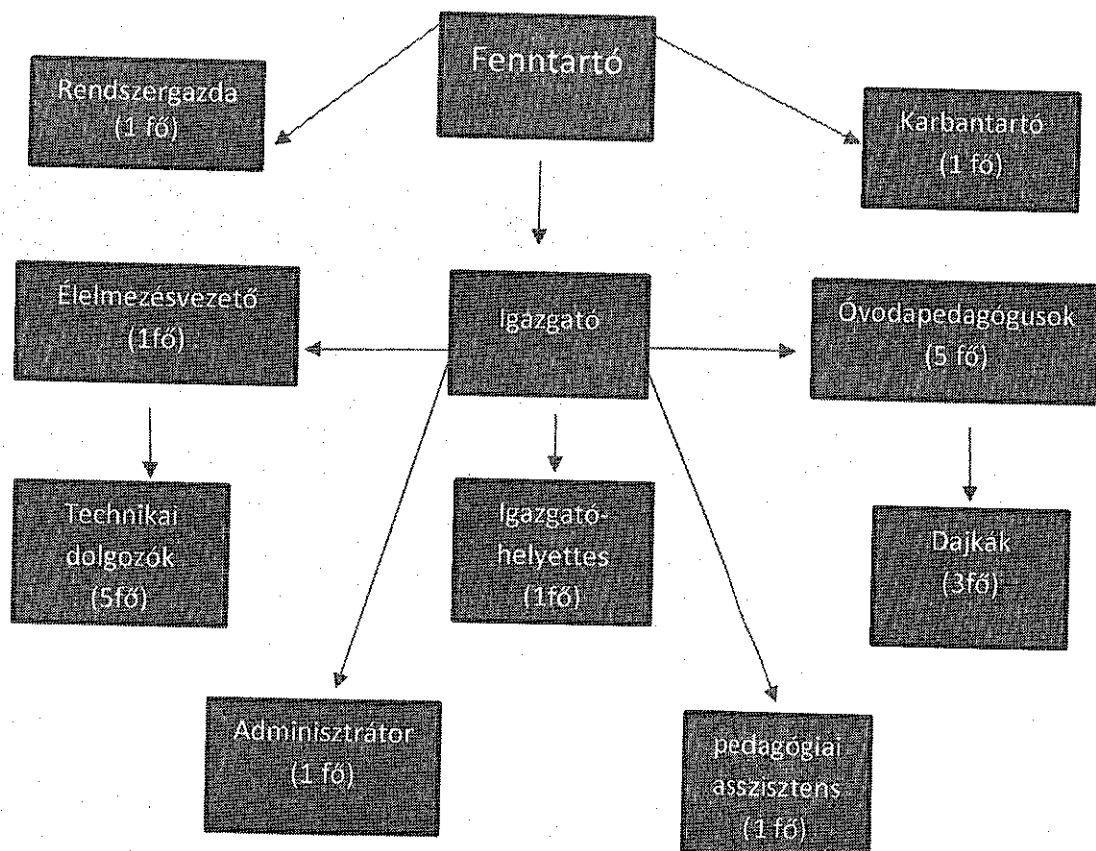 Fenntartó
Rendszergazda
(1 fő)
Karbantartó
(1 fő)
Élelmezésvezető
(1fő)
Igazgató
Óvodapedagógusok
(5 fő)
Technikai
dolgozók
(5fő)
Igazgató-
helyettes
(1fő)
Dajkák
(3fő)
Adminisztrátor
(1 fő)
pedagógiai
asszisztens
(1 fő)